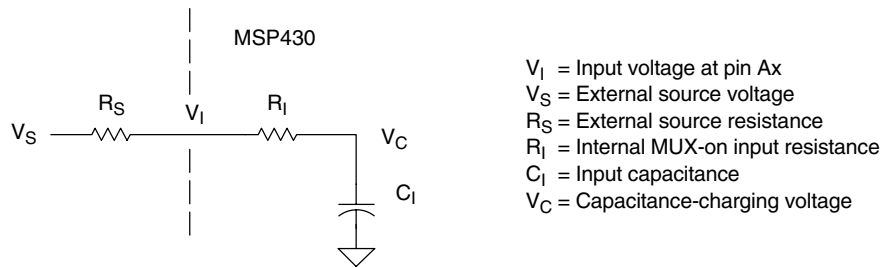 MSP430
R_S
V_I
R_I
V_S
V_C
C_I
V_I = Input voltage at pin Ax
V_S = External source voltage
R_S = External source resistance
R_I = Internal MUX-on input resistance
C_I = Input capacitance
V_C = Capacitance-charging voltage